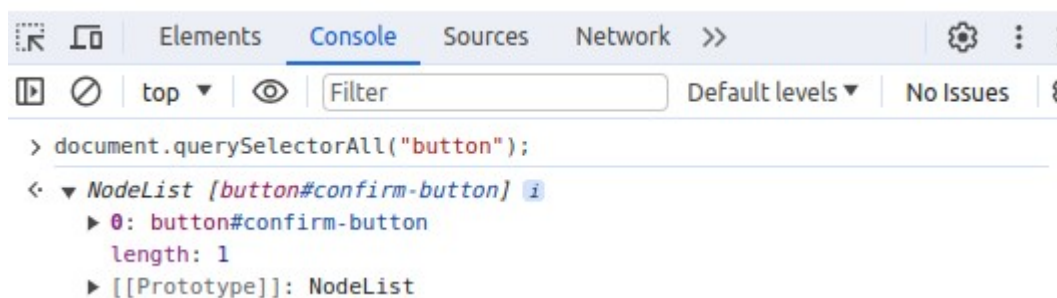 Elements Console Sources Network >>
top ▼ Filter Default levels ▼ No Issues
> document.querySelectorAll("button");
<· ▼ NodeList [button#confirm-button] i
▶ 0: button#confirm-button
length: 1
▶ [[Prototype]]: NodeList